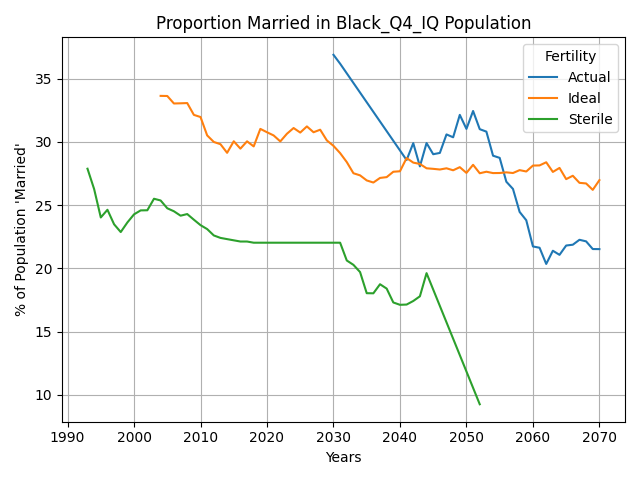 Proportion Married in Black_Q4_IQ Population
Fertility
Actual
Ideal
Sterile
% of Population 'Married'
35
30
25
20
15
10
1990
2000
2010
2020
2030
2040
2050
2060
2070
Years